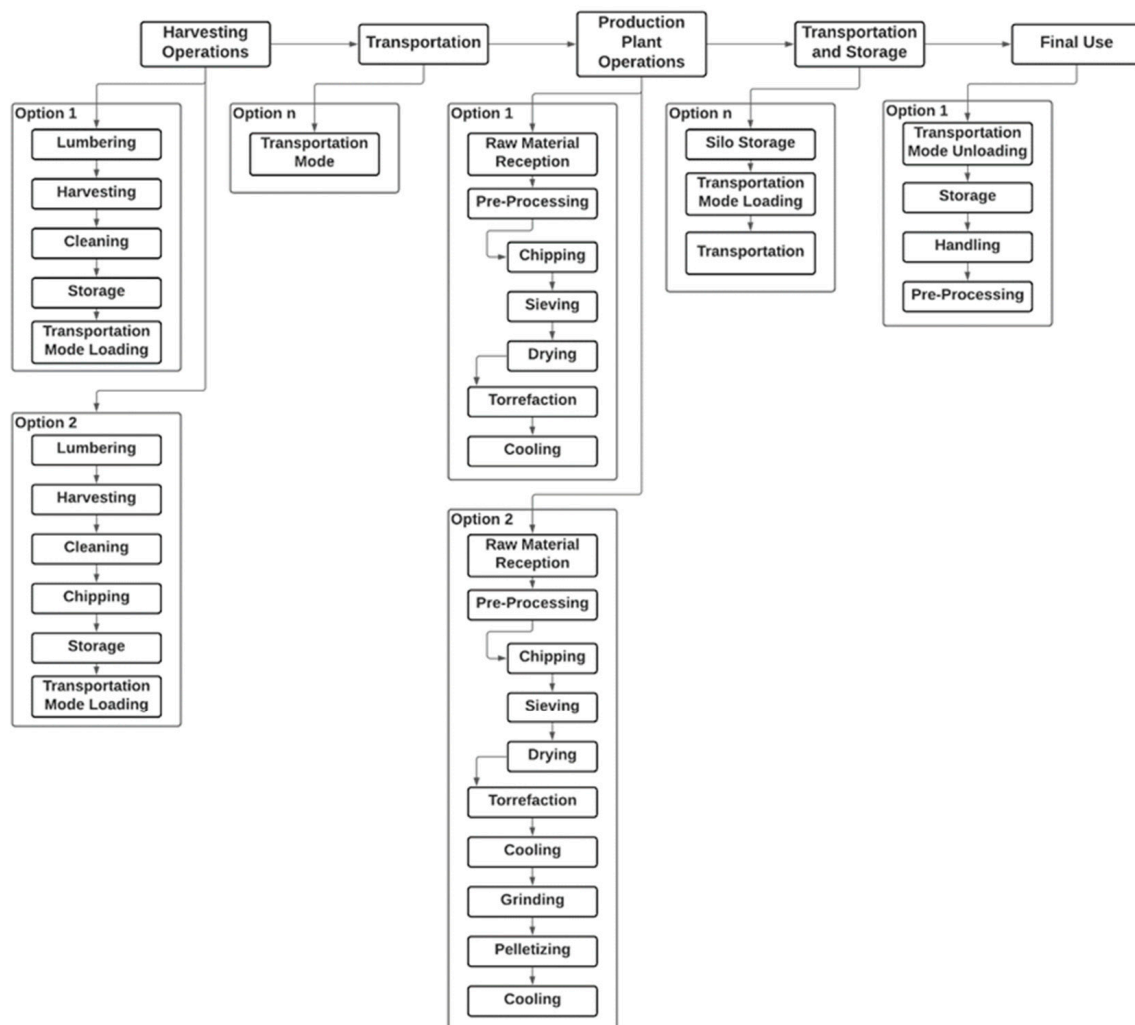 Harvesting
Operations
Transportation
Production
Plant
Operations
Transportation
and Storage
Final Use
Option 1
Lumbering
Harvesting
Cleaning
Storage
Transportation
Mode Loading
Option 2
Lumbering
Harvesting
Cleaning
Chipping
Storage
Transportation
Mode Loading
Option n
Transportation
Mode
Option 1
Raw Material
Reception
Pre-Processing
Chipping
Sieving
Drying
Torrefaction
Cooling
Option 2
Raw Material
Reception
Pre-Processing
Chipping
Sieving
Drying
Torrefaction
Cooling
Grinding
Pelletizing
Cooling
Option n
Silo Storage
Transportation
Mode Loading
Transportation
Option 1
Transportation
Mode Unloading
Storage
Handling
Pre-Processing